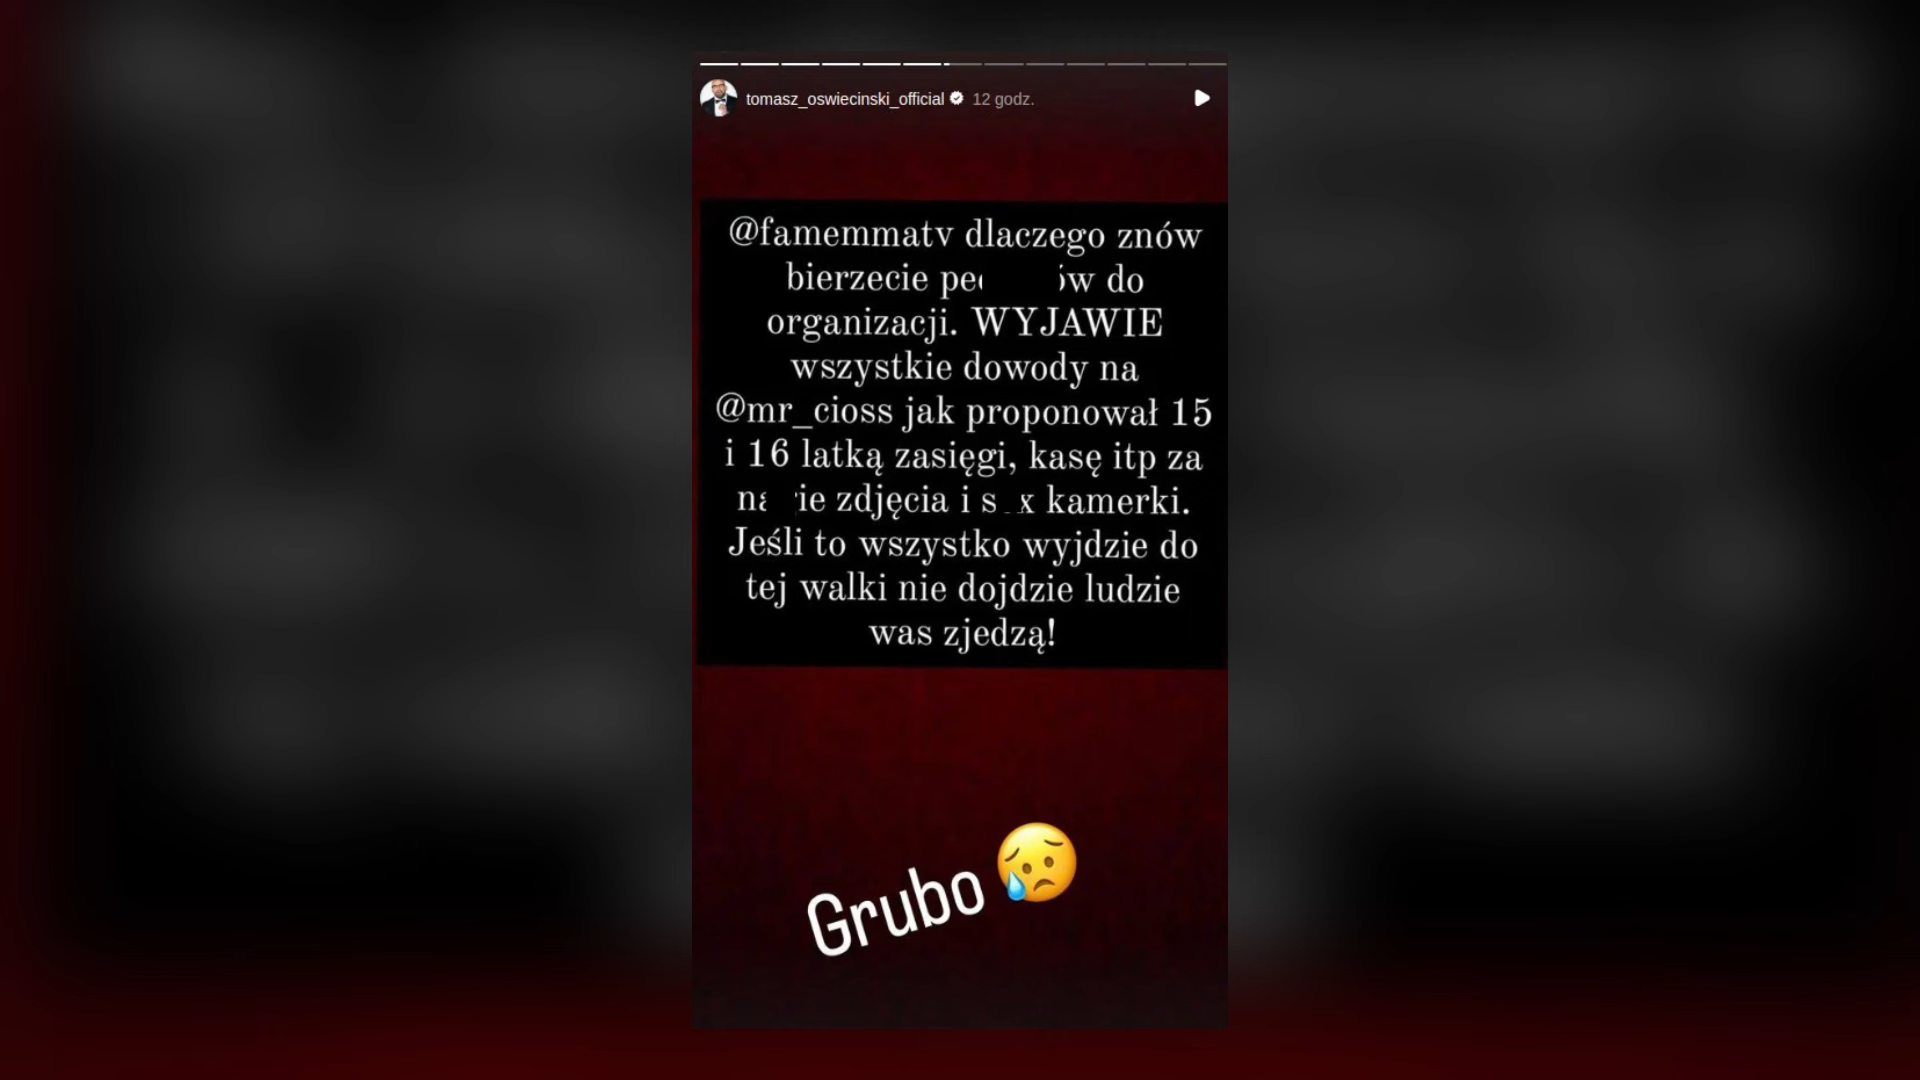 tomasz_oswiecinski_official 12 godz.
@famemmatv dlaczego znów
bierzecie ów do
organizacji. WYJAWIE
wszystkie dowody na
@mr_cioss jak proponował 15
i 16 latką zasięgi, kasę itp za
zdjęcia i s x kamerki.
Jeśli to wszystko wyjdzie do
tej walki nie dojdzie ludzie
was zjedzą!
Grubo